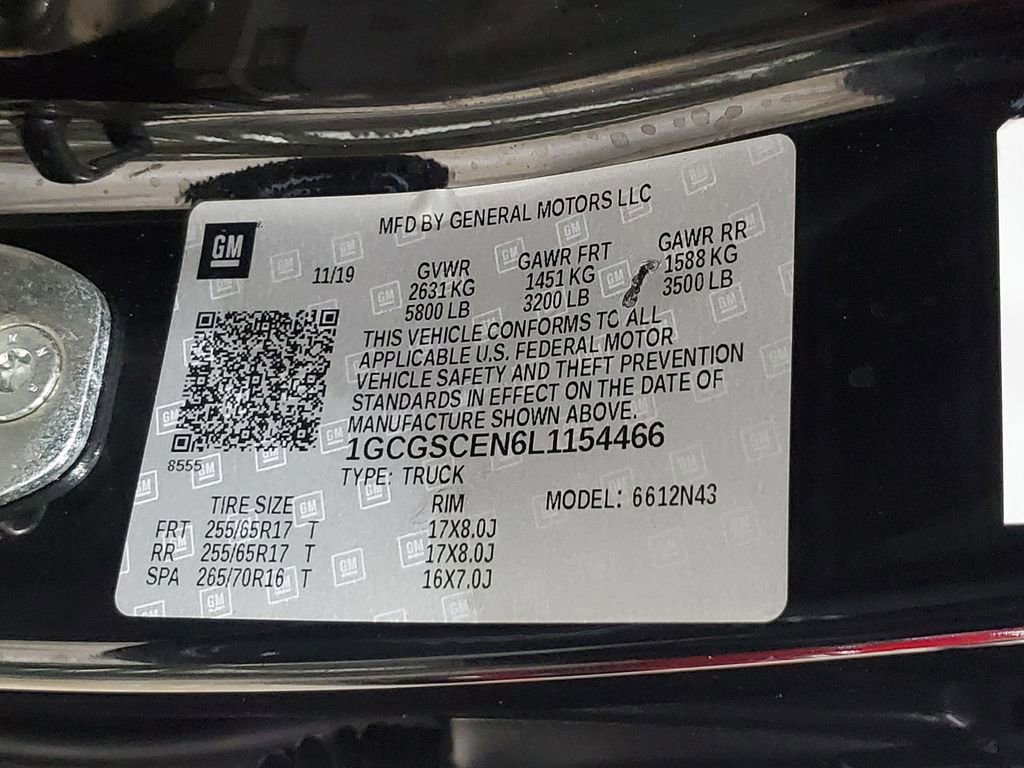 MFD BY GENERAL MOTORS LLC
GM
11/19
GVWR GAWR FRT GAWR RR
2631 KG 1451 KG 1588 KG
5800 LB 3200 LB 3500 LB
THIS VEHICLE CONFORMS TO ALL
APPLICABLE U.S. FEDERAL MOTOR
VEHICLE SAFETY AND THEFT PREVENTION
STANDARDS IN EFFECT ON THE DATE OF
MANUFACTURE SHOWN ABOVE.
1GCGSCEN6L1154466
8555
TYPE: TRUCK
TIRE SIZE RIM MODEL: 6612N43
FRT 255/65R17 T 17X8.0J
RR 255/65R17 T 17X8.0J
SPA 265/70R16 T 16X7.0J